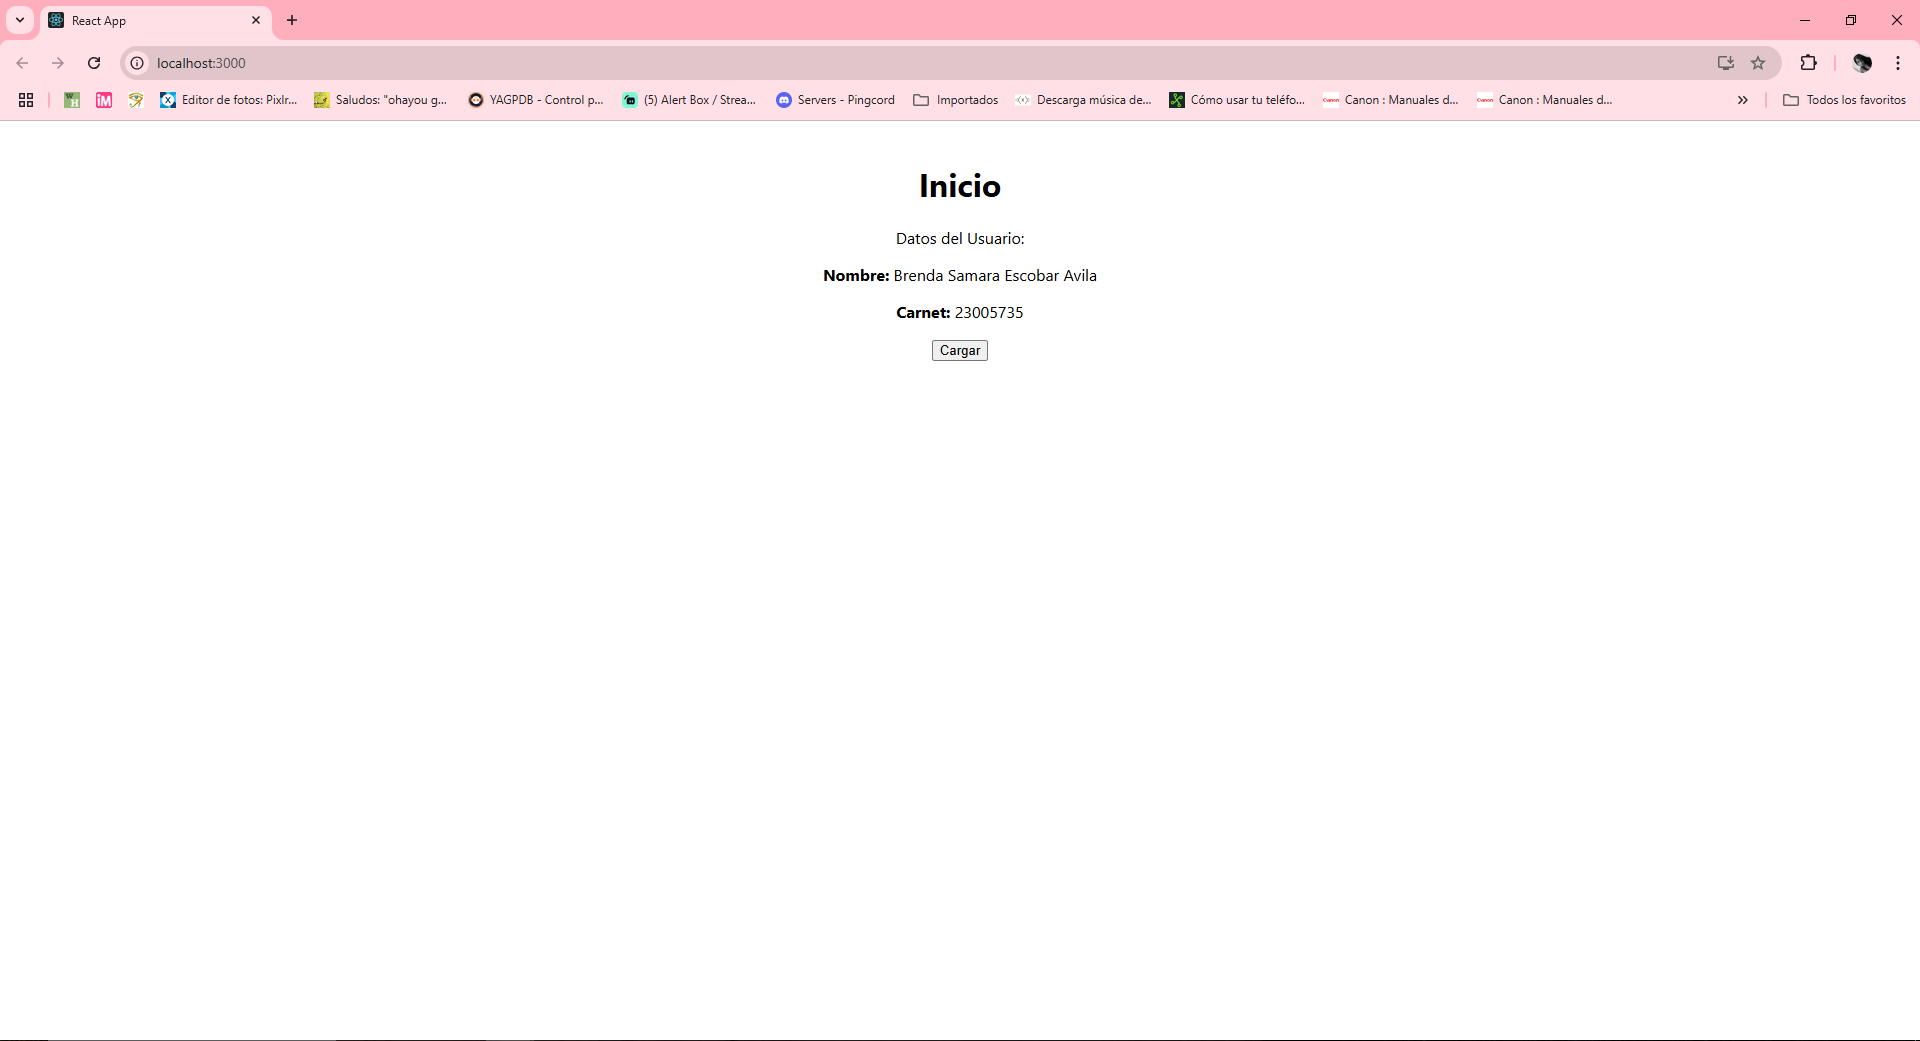 React App
localhost:3000
Editor de fotos: Pixlr...
Saludos: "ohayou g...
YAGPDB - Control p...
(5) Alert Box / Strea...
Servers - Pingcord
Importados
Descarga música de...
Cómo usar tu teléfo...
Canon : Manuales d...
Canon : Manuales d...
Todos los favoritos
Inicio
Datos del Usuario:
Nombre: Brenda Samara Escobar Avila
Carnet: 23005735
Cargar